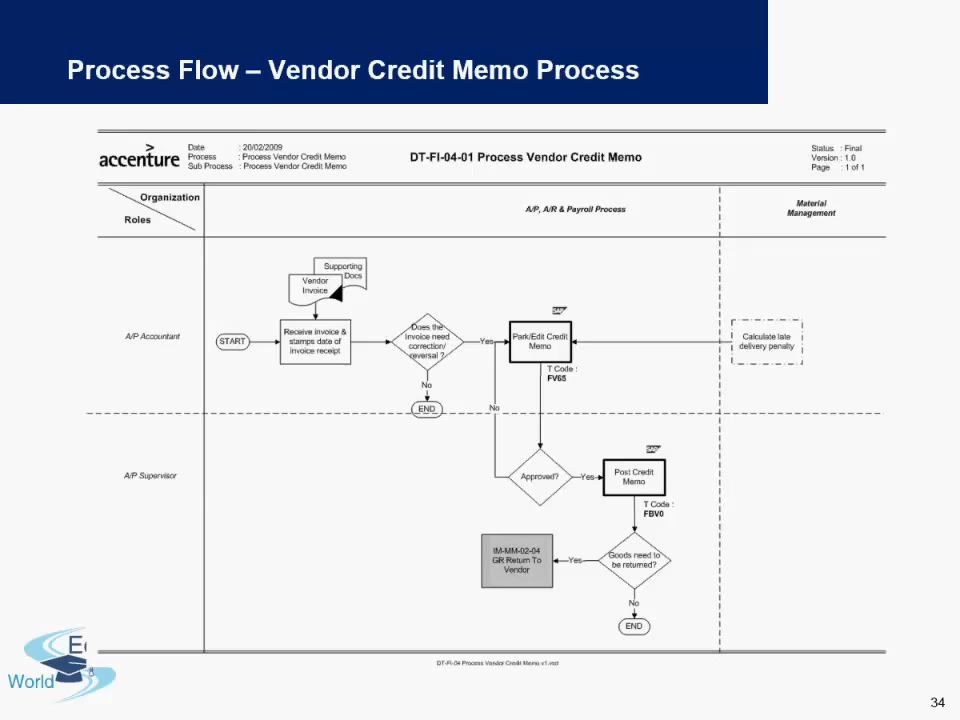 Process Flow – Vendor Credit Memo Process
>
accenture
Date : 20/02/2009
Process : Process Vendor Credit Memo
Sub Process : Process Vendor Credit Memo
DT-FI-04-01 Process Vendor Credit Memo
Status : Final
Version : 1.0
Page : 1 of 1
Organization
Roles
A/P, A/R & Payroll Process
Material
Management
A/P Accountant
START
Supporting
Docs
Vendor
Invoice
Receive invoice &
stamps date of
invoice receipt
Does the
Invoice need
correction/
reversal ?
Yes
No
END
SAP
Park/Edit Credit
Memo
T Code :
FV65
Calculate late
delivery penalty
No
A/P Supervisor
Approved?
Yes
SAP
Post Credit
Memo
T Code :
FBV0
Goods need to
be returned?
Yes
IM-MM-02-04
GR Return To
Vendor
No
END
DT-FI-04 Process Vendor Credit Memo v1.vsd
World
34